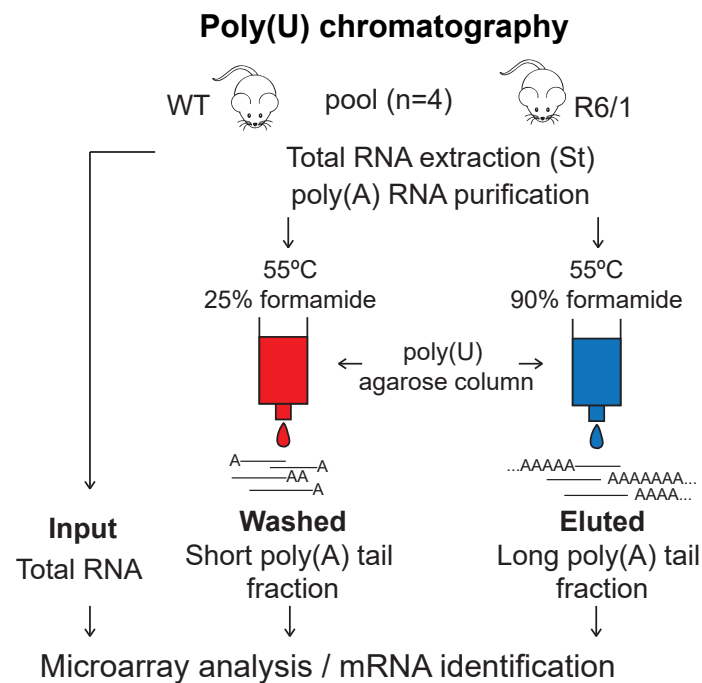 Poly(U) chromatography
WT pool (n=4) R6/1
Total RNA extraction (St)
poly(A) RNA purification
55ºC 55ºC
25% formamide 90% formamide
poly(U)
agarose column
A A ...AAAAA
AA AAAAAAA...
A AAAA...
Input Washed Eluted
Total RNA Short poly(A) tail Long poly(A) tail
fraction fraction
Microarray analysis / mRNA identification